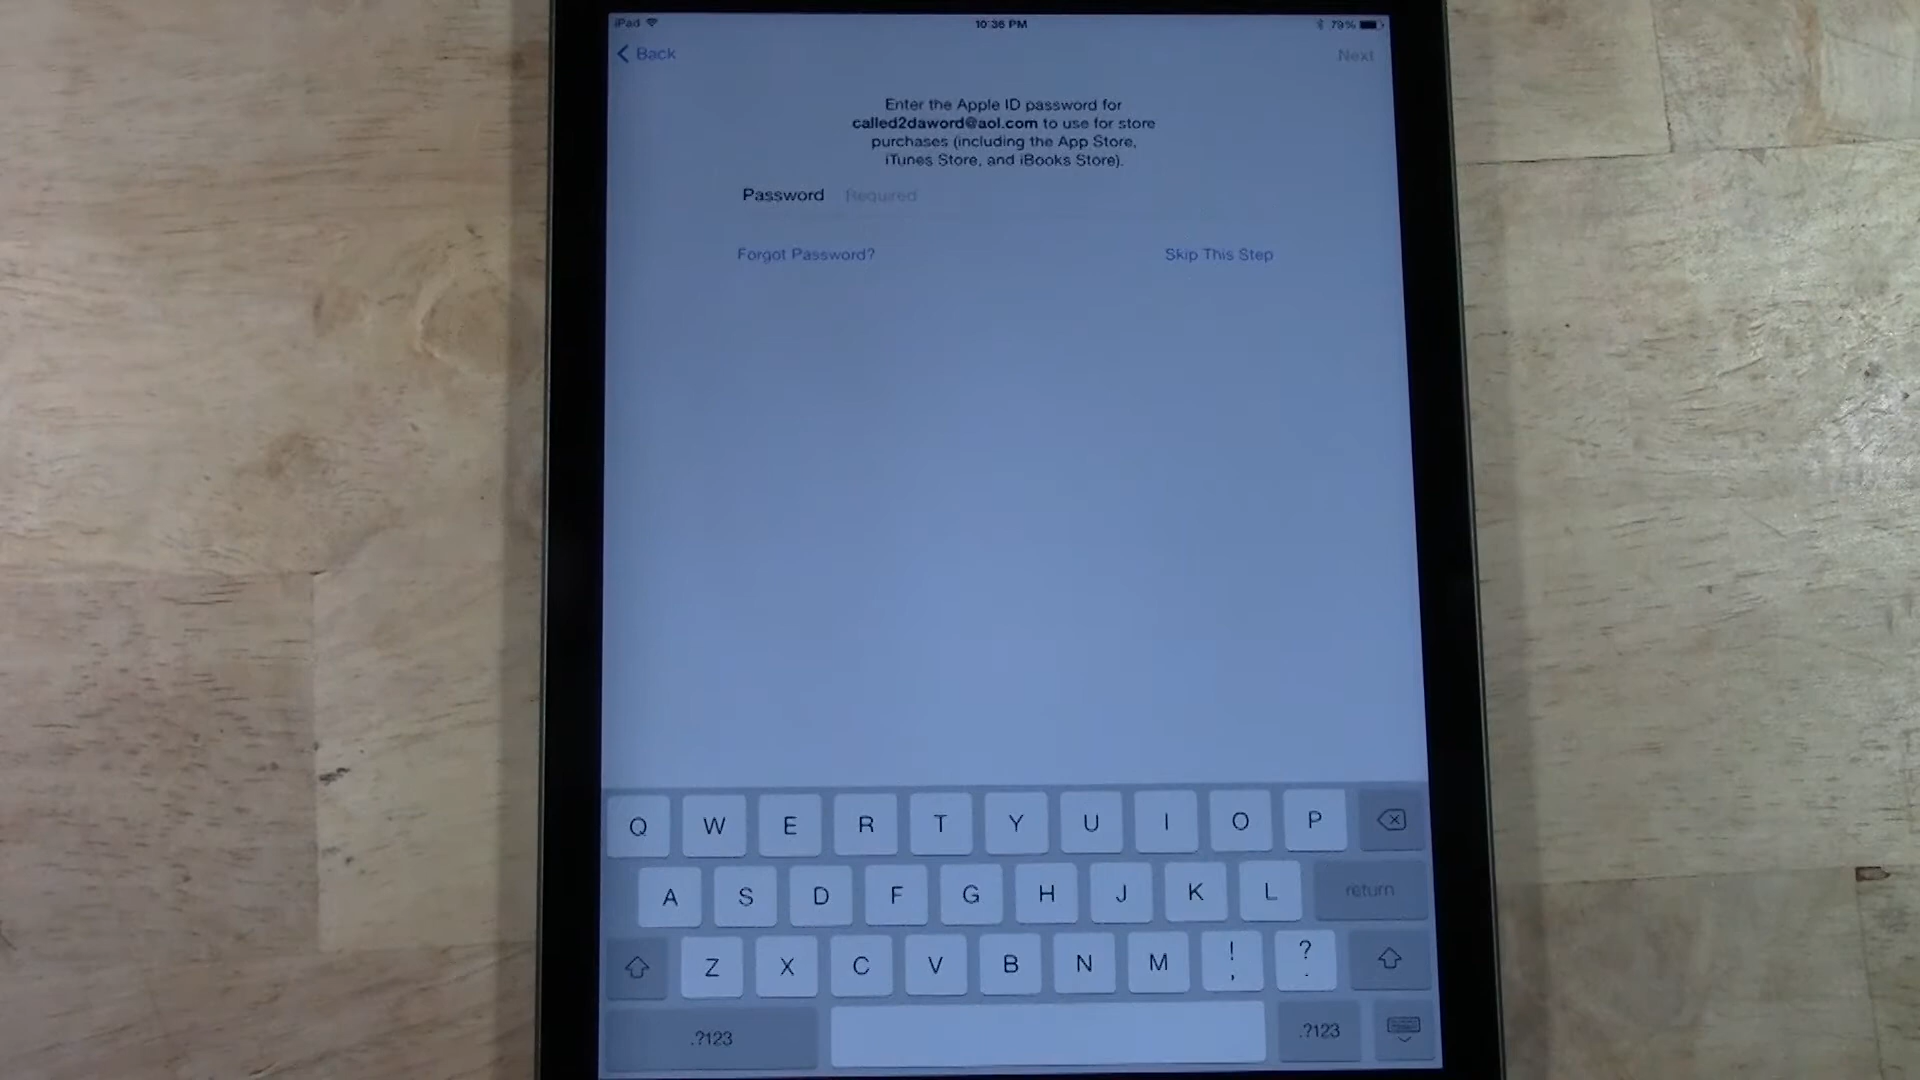 iPad 10:36 PM 79%
Back Next
Enter the Apple ID password for
called2daword@aol.com to use for store
purchases (including the App Store,
iTunes Store, and iBooks Store).
Password Required
Forgot Password? Skip This Step
Q W E R T Y U I O P
A S D F G H J K L return
Z X C V B N M ! , ? .
.?123 .?123